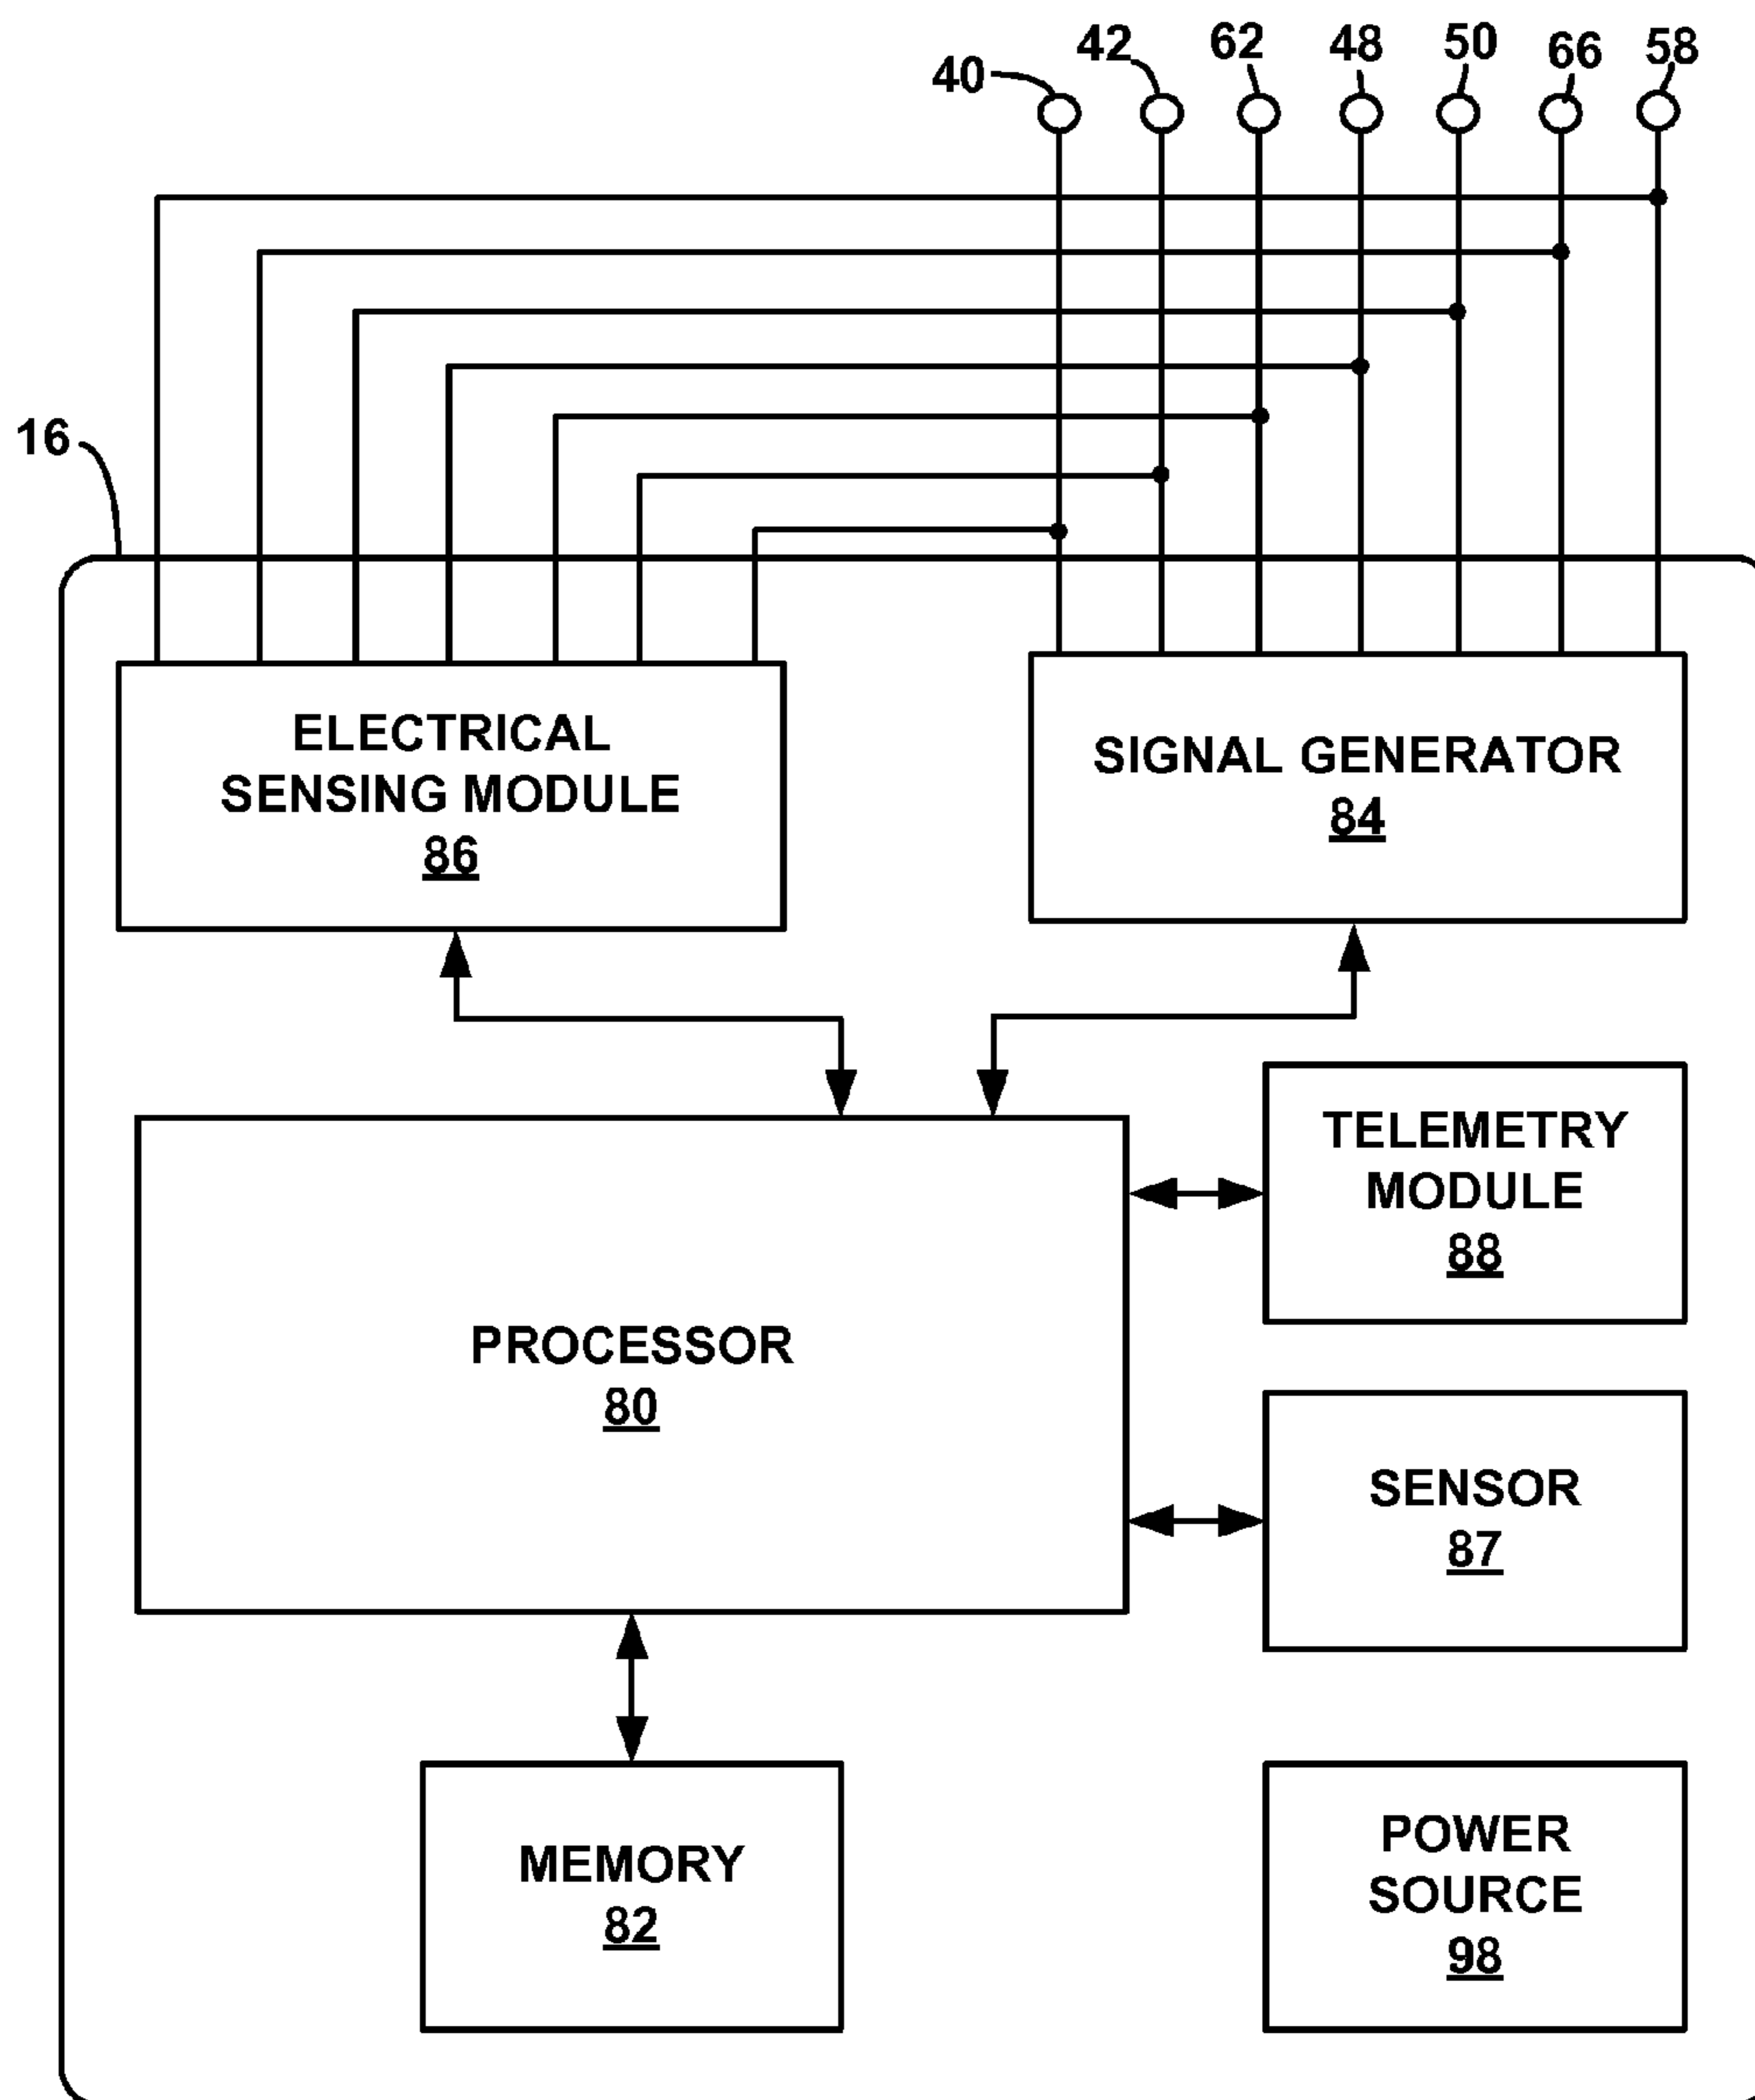 40
42
62
48
50
66
58
16
ELECTRICAL
SENSING MODULE
86
SIGNAL GENERATOR
84
TELEMETRY
MODULE
88
PROCESSOR
80
SENSOR
87
MEMORY
82
POWER
SOURCE
98